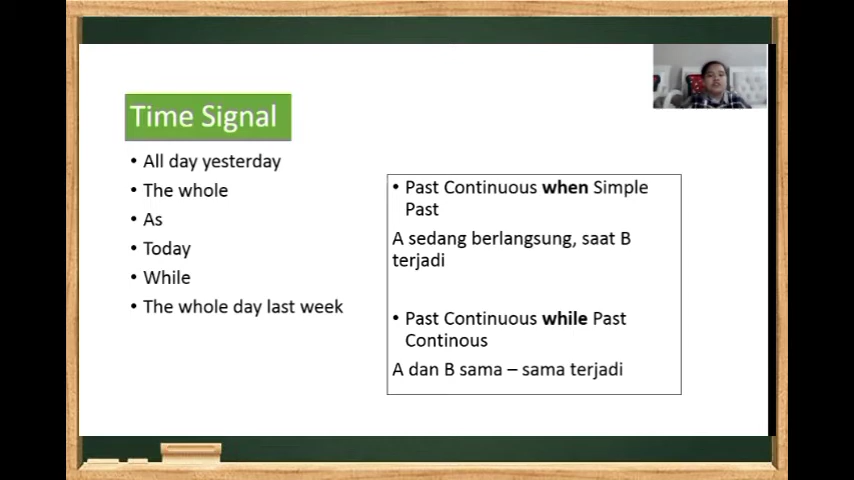 Time Signal
• All day yesterday
• The whole
• As
• Today
• While
• The whole day last week
• Past Continuous when Simple
Past
A sedang berlangsung, saat B
terjadi
• Past Continuous while Past
Continous
A dan B sama – sama terjadi